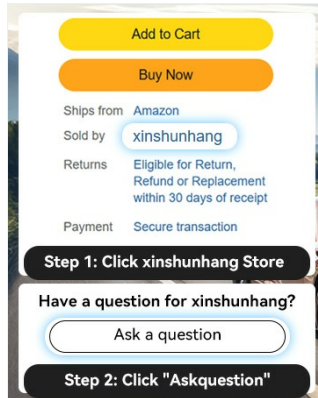 Add to Cart
Buy Now
Ships from Amazon
Sold by xinshunhang
Returns Eligible for Return,
Refund or Replacement
within 30 days of receipt
Payment Secure transaction
Step 1: Click xinshunhang Store
Have a question for xinshunhang?
Ask a question
Step 2: Click "Askquestion"